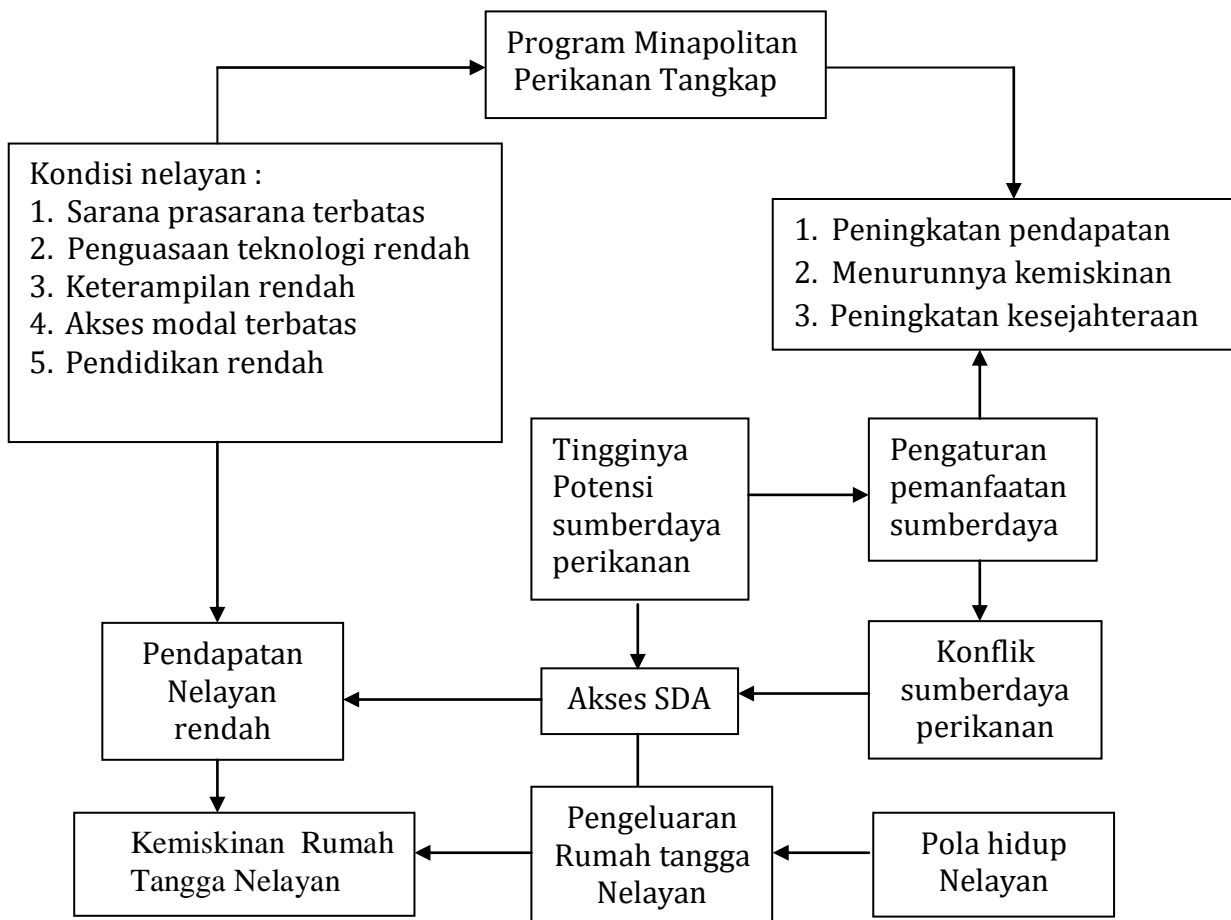 Program Minapolitan
Perikanan Tangkap
Kondisi nelayan :
1. Sarana prasarana terbatas
2. Penguasaan teknologi rendah
3. Keterampilan rendah
4. Akses modal terbatas
5. Pendidikan rendah
1. Peningkatan pendapatan
2. Menurunnya kemiskinan
3. Peningkatan kesejahteraan
Tingginya
Potensi
sumberdaya
perikanan
Pengaturan
pemanfaatan
sumberdaya
Pendapatan
Nelayan
rendah
Akses SDA
Konflik
sumberdaya
perikanan
Kemiskinan Rumah
Tangga Nelayan
Pengeluaran
Rumah tangga
Nelayan
Pola hidup
Nelayan